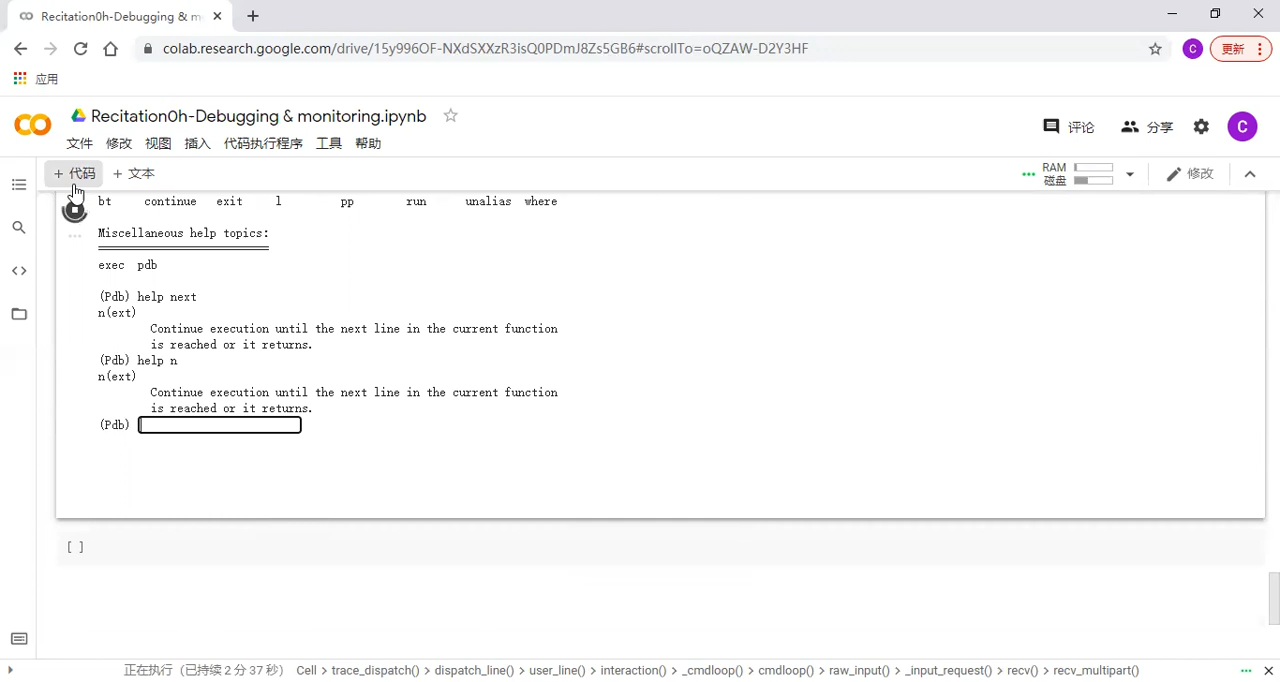 Recitation0h-Debugging & m
colab.research.google.com/drive/15y996OF-NXdSXXzR3isQ0PDmJ8Zs5GB6#scrollTo=oQZAW-D2Y3HF
C
更新
应用
Recitation0h-Debugging & monitoring.ipynb
评论
分享
C
文件 修改 视图 插入 代码执行程序 工具 帮助
+ 代码 + 文本
RAM
磁盘
修改
bt continue exit l pp run unalias where
Miscellaneous help topics:
==========================
exec pdb
(Pdb) help next
n(ext)
Continue execution until the next line in the current function
is reached or it returns.
(Pdb) help n
n(ext)
Continue execution until the next line in the current function
is reached or it returns.
(Pdb)
[ ]
正在执行（已持续 2 分 37 秒） Cell > trace_dispatch() > dispatch_line() > user_line() > interaction() > _cmdloop() > cmdloop() > raw_input() > _input_request() > recv() > recv_multipart()